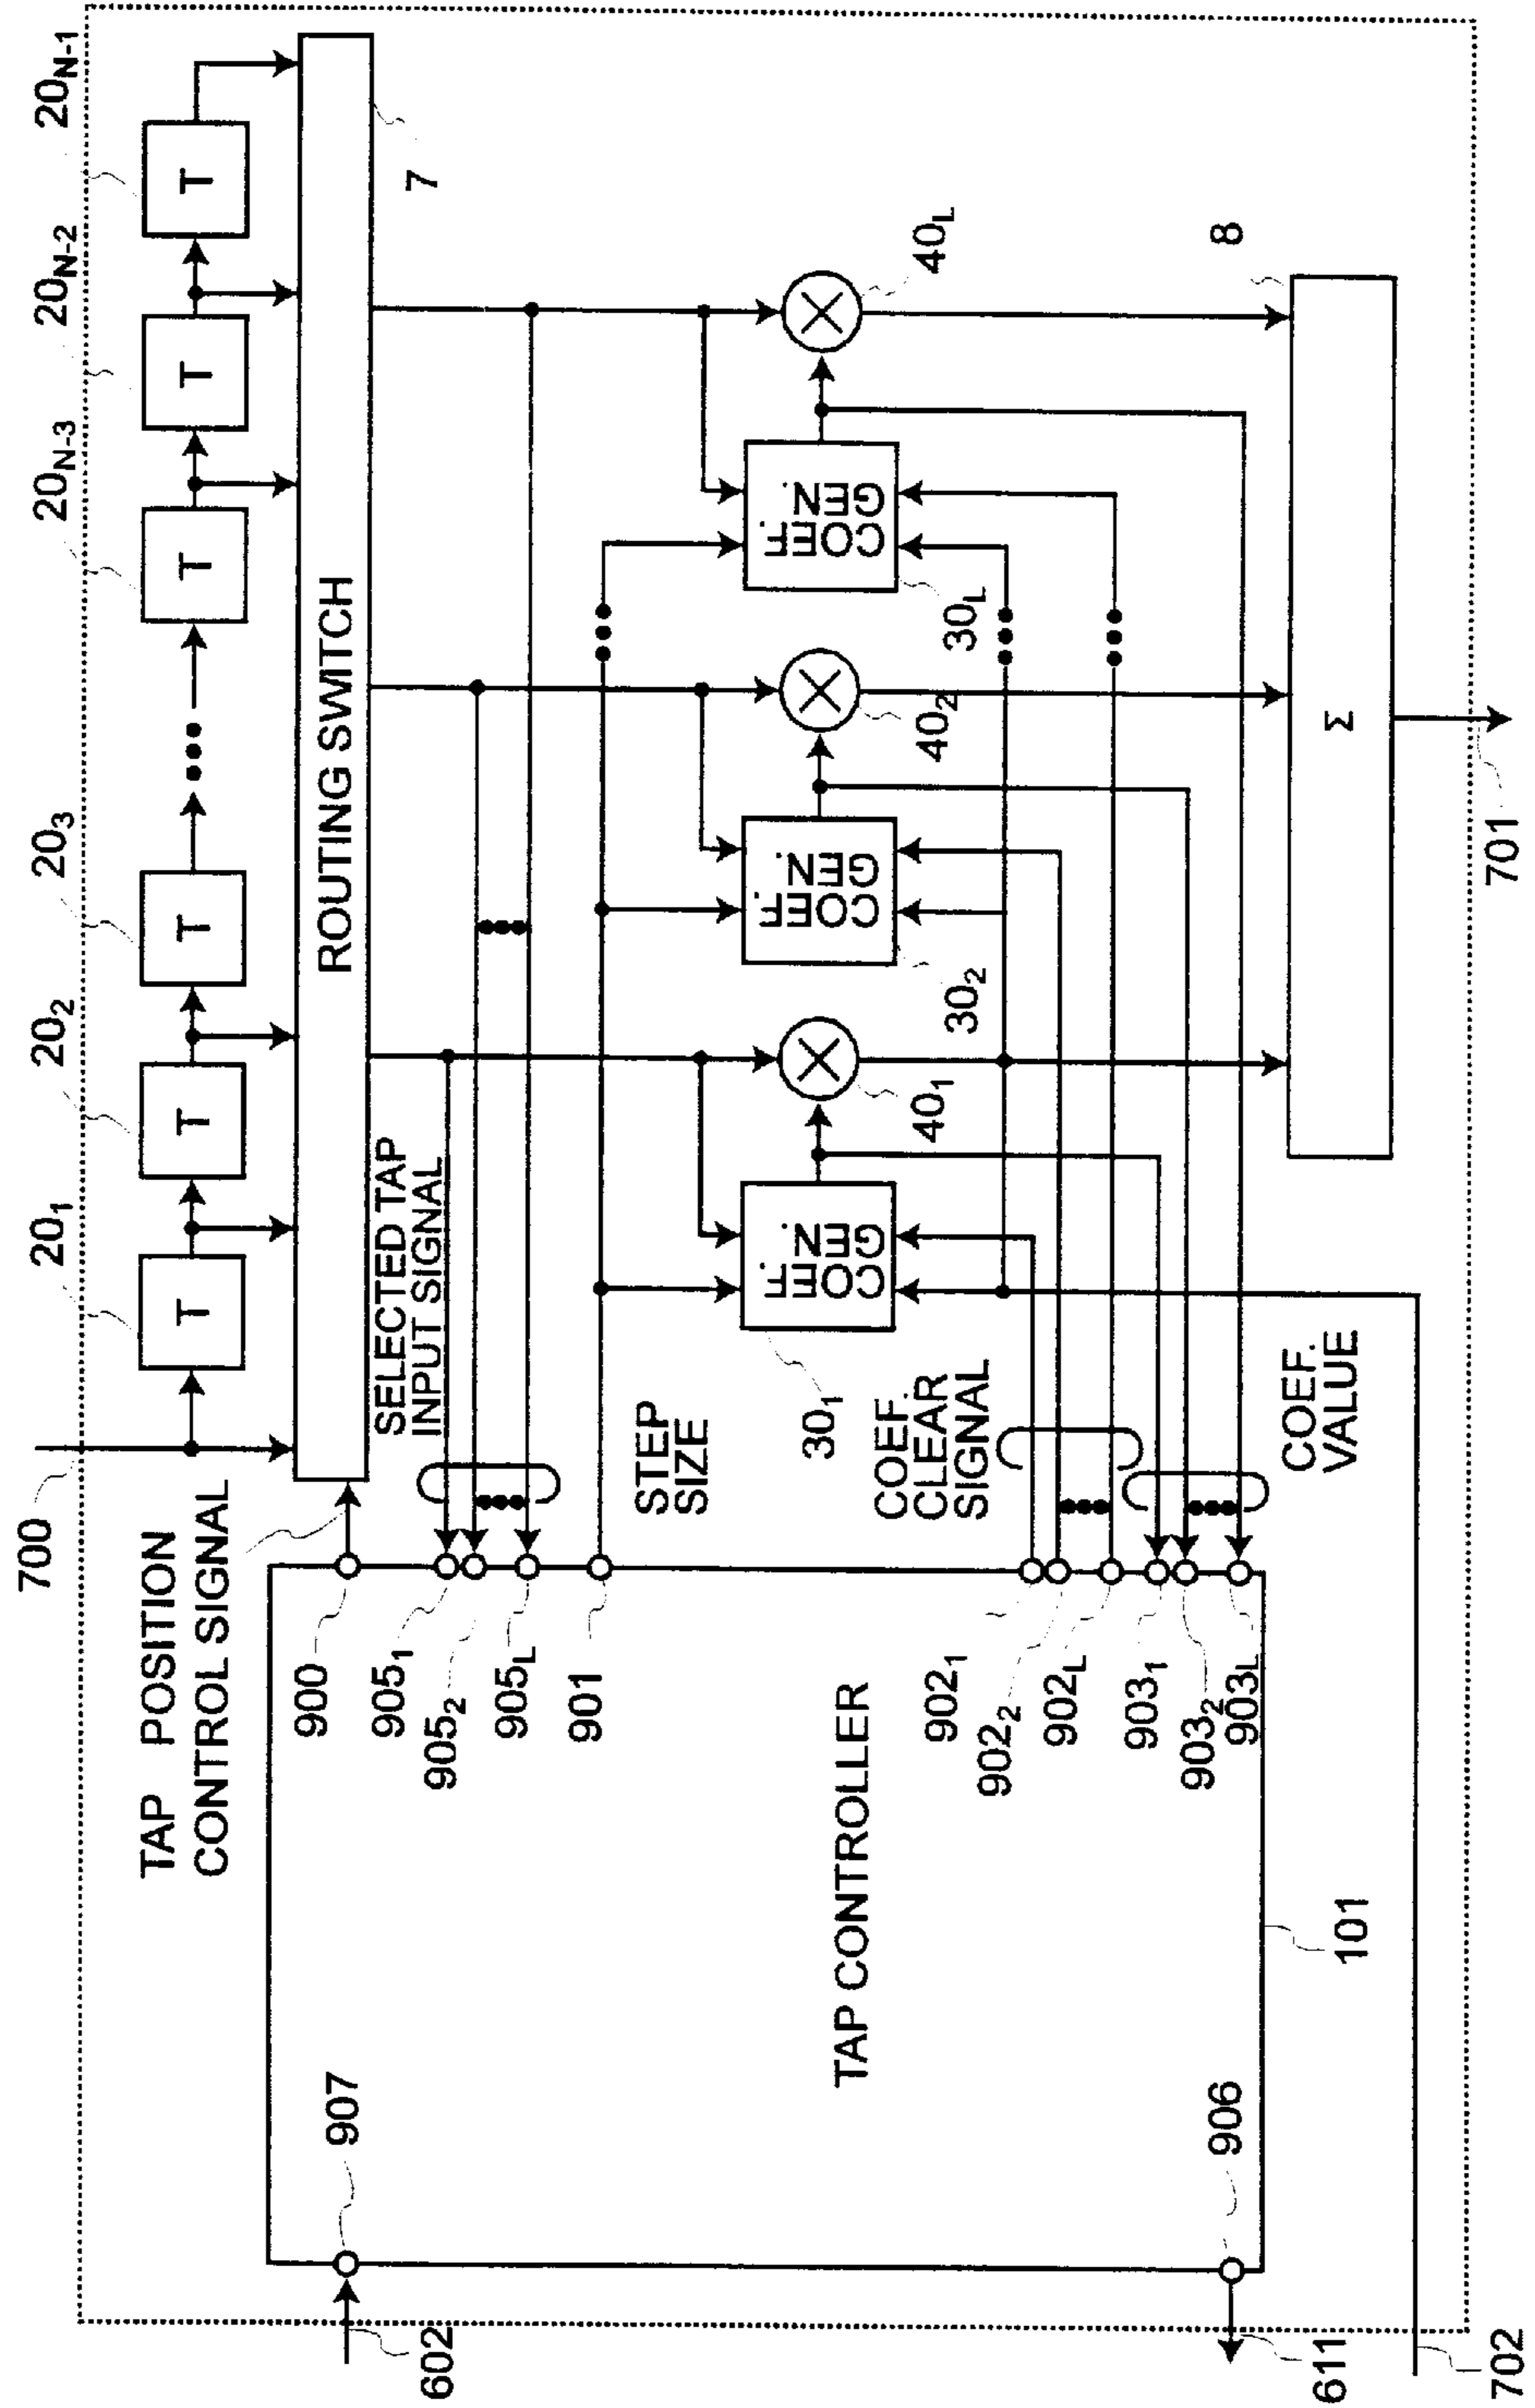 700
20₁
20₂
20₃
20N-3
20N-2
20N-1
T
T
T
T
T
T
TAP POSITION
CONTROL SIGNAL
ROUTING SWITCH
7
SELECTED TAP
INPUT SIGNAL
602
907
900
905₁
905₂
905L
901
STEP
SIZE
COEF.
GEN.
COEF.
GEN.
COEF.
GEN.
30₁
30₂
30L
40₁
40₂
40L
TAP CONTROLLER
COEF.
CLEAR
SIGNAL
902₁
902₂
902L
903₁
903₂
903L
COEF.
VALUE
611
906
101
702
Σ
8
701